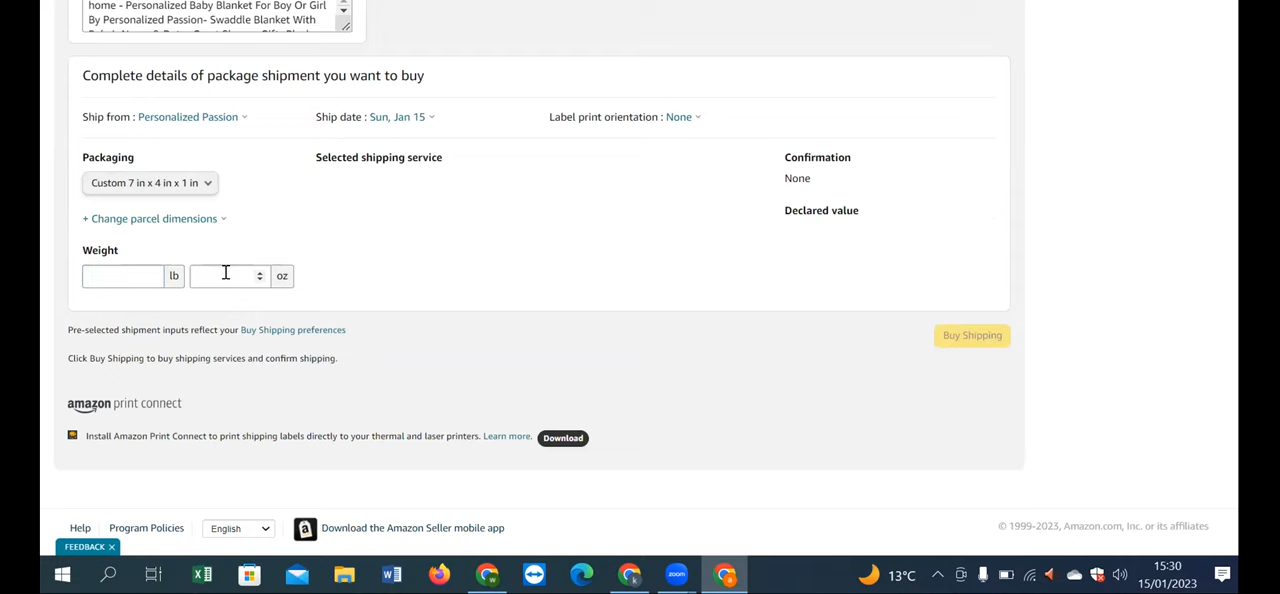 home - Personalized Baby Blanket For Boy Or Girl
By Personalized Passion- Swaddle Blanket With
Complete details of package shipment you want to buy
Ship from : Personalized Passion
Ship date : Sun, Jan 15
Label print orientation : None
Packaging
Selected shipping service
Confirmation
Custom 7 in x 4 in x 1 in
None
Declared value
+ Change parcel dimensions
Weight
lb
oz
Pre-selected shipment inputs reflect your Buy Shipping preferences
Buy Shipping
Click Buy Shipping to buy shipping services and confirm shipping.
amazon print connect
Install Amazon Print Connect to print shipping labels directly to your thermal and laser printers. Learn more.
Download
Help
Program Policies
English
Download the Amazon Seller mobile app
© 1999-2023, Amazon.com, Inc. or its affiliates
FEEDBACK ×
zoom
13°C
15:30
15/01/2023